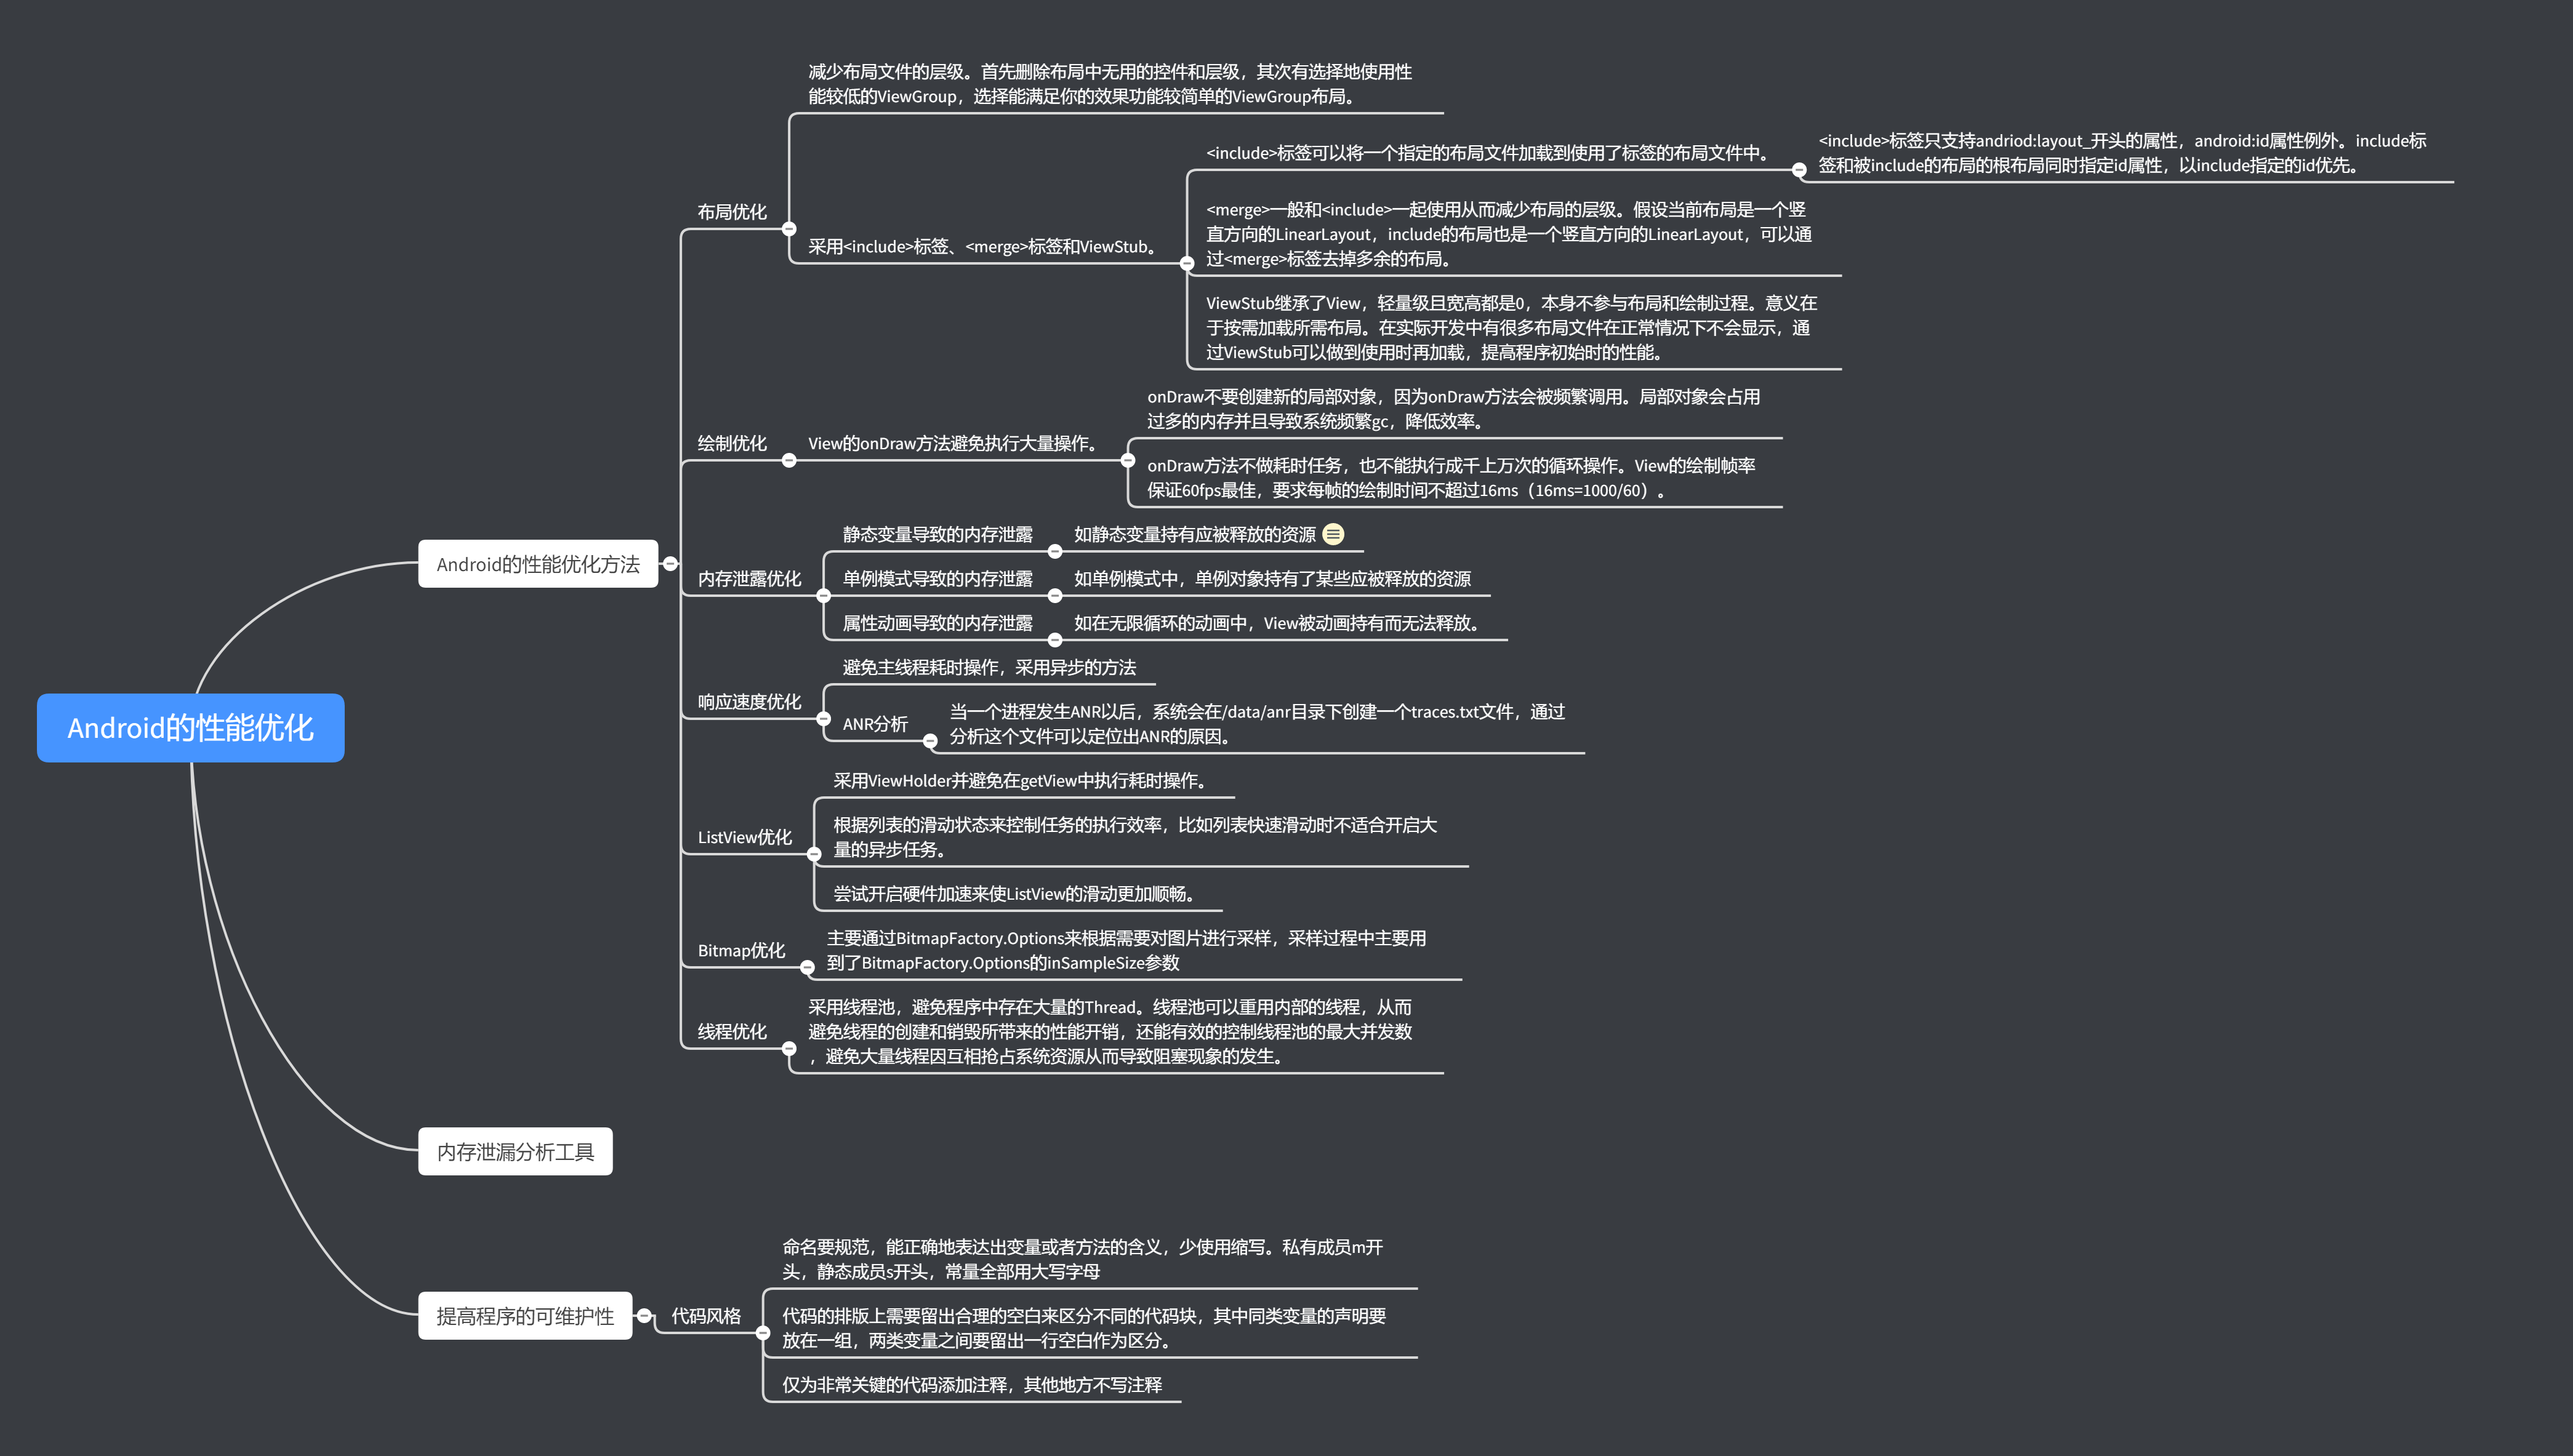 Android的性能优化
Android的性能优化方法
布局优化
减少布局文件的层级。首先删除布局中无用的控件和层级，其次有选择地使用性
能较低的ViewGroup，选择能满足你的效果功能较简单的ViewGroup布局。
采用<include>标签、<merge>标签和ViewStub。
<include>标签可以将一个指定的布局文件加载到使用了标签的布局文件中。
<include>标签只支持andriod:layout_开头的属性，android:id属性例外。include标
签和被include的布局的根布局同时指定id属性，以include指定的id优先。
<merge>一般和<include>一起使用从而减少布局的层级。假设当前布局是一个竖
直方向的LinearLayout，include的布局也是一个竖直方向的LinearLayout，可以通
过<merge>标签去掉多余的布局。
ViewStub继承了View，轻量级且宽高都是0，本身不参与布局和绘制过程。意义在
于按需加载所需布局。在实际开发中有很多布局文件在正常情况下不会显示，通
过ViewStub可以做到使用时再加载，提高程序初始时的性能。
绘制优化
View的onDraw方法避免执行大量操作。
onDraw不要创建新的局部对象，因为onDraw方法会被频繁调用。局部对象会占用
过多的内存并且导致系统频繁gc，降低效率。
onDraw方法不做耗时任务，也不能执行成千上万次的循环操作。View的绘制帧率
保证60fps最佳，要求每帧的绘制时间不超过16ms（16ms=1000/60）。
内存泄露优化
静态变量导致的内存泄露
如静态变量持有应被释放的资源
单例模式导致的内存泄露
如单例模式中，单例对象持有了某些应被释放的资源
属性动画导致的内存泄露
如在无限循环的动画中，View被动画持有而无法释放。
响应速度优化
避免主线程耗时操作，采用异步的方法
ANR分析
当一个进程发生ANR以后，系统会在/data/anr目录下创建一个traces.txt文件，通过
分析这个文件可以定位出ANR的原因。
ListView优化
采用ViewHolder并避免在getView中执行耗时操作。
根据列表的滑动状态来控制任务的执行效率，比如列表快速滑动时不适合开启大
量的异步任务。
尝试开启硬件加速来使ListView的滑动更加顺畅。
Bitmap优化
主要通过BitmapFactory.Options来根据需要对图片进行采样，采样过程中主要用
到了BitmapFactory.Options的inSampleSize参数
线程优化
采用线程池，避免程序中存在大量的Thread。线程池可以重用内部的线程，从而
避免线程的创建和销毁所带来的性能开销，还能有效的控制线程池的最大并发数
，避免大量线程因互相抢占系统资源从而导致阻塞现象的发生。
内存泄漏分析工具
提高程序的可维护性
代码风格
命名要规范，能正确地表达出变量或者方法的含义，少使用缩写。私有成员m开
头，静态成员s开头，常量全部用大写字母
代码的排版上需要留出合理的空白来区分不同的代码块，其中同类变量的声明要
放在一组，两类变量之间要留出一行空白作为区分。
仅为非常关键的代码添加注释，其他地方不写注释